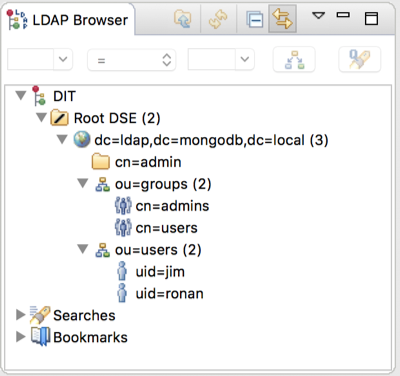 LDAP Browser
=
DIT
Root DSE (2)
dc=ldap,dc=mongodb,dc=local (3)
cn=admin
ou=groups (2)
cn=admins
cn=users
ou=users (2)
uid=jim
uid=ronan
Searches
Bookmarks